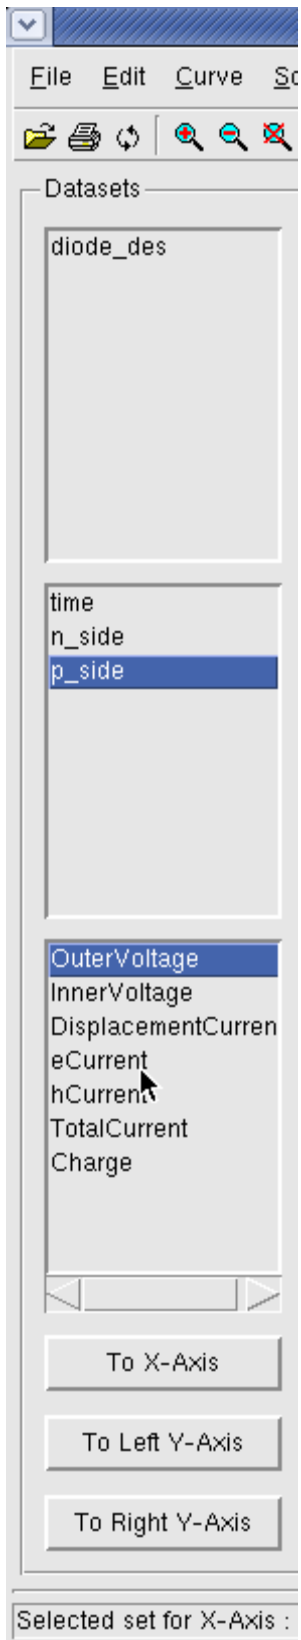 File Edit Curve Sc
Datasets
diode_des
time
n_side
p_side
OuterVoltage
InnerVoltage
DisplacementCurren
eCurrent
hCurrent
TotalCurrent
Charge
To X-Axis
To Left Y-Axis
To Right Y-Axis
Selected set for X-Axis :